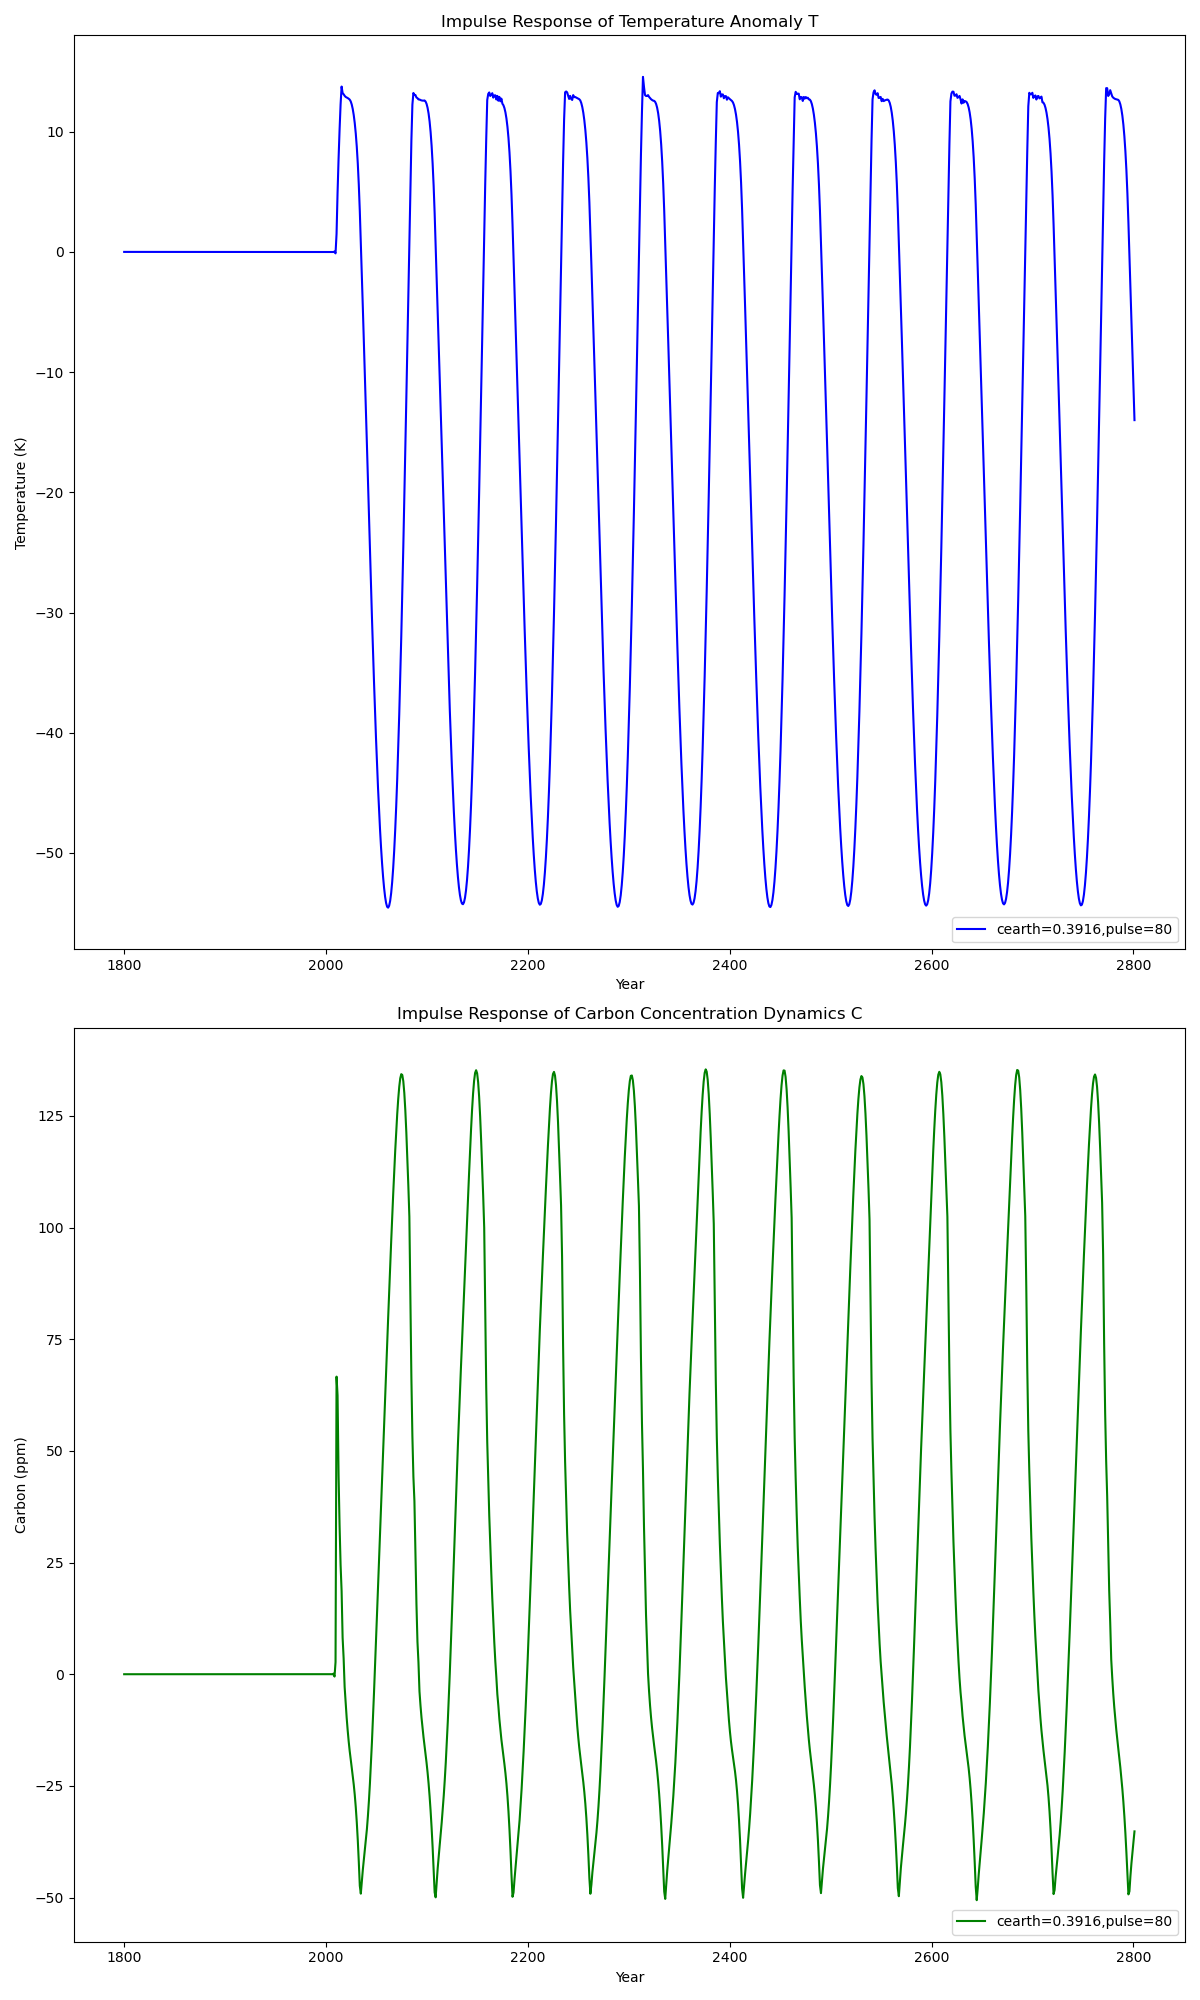 Impulse Response of Temperature Anomaly T
10
0
−10
−20
−30
−40
−50
Temperature (K)
cearth=0.3916,pulse=80
1800 2000 2200 2400 2600 2800
Year
Impulse Response of Carbon Concentration Dynamics C
125
100
75
50
25
0
−25
−50
Carbon (ppm)
cearth=0.3916,pulse=80
1800 2000 2200 2400 2600 2800
Year